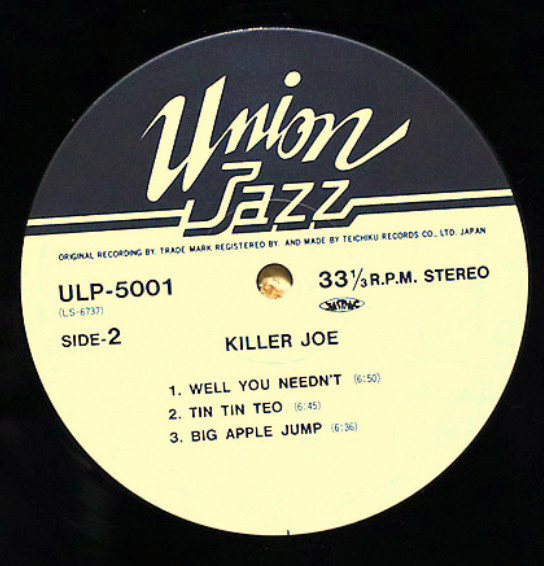 Union
Jazz
ORIGINAL RECORDING BY, TRADE MARK REGISTERED BY, AND MADE BY TEICHIKU RECORDS CO., LTD. JAPAN
ULP-5001
(LS-6737)
33⅓ R.P.M. STEREO
JASRAC
SIDE-2
KILLER JOE
1. WELL YOU NEEDN'T (6:50)
2. TIN TIN TEO (6:45)
3. BIG APPLE JUMP (6:36)